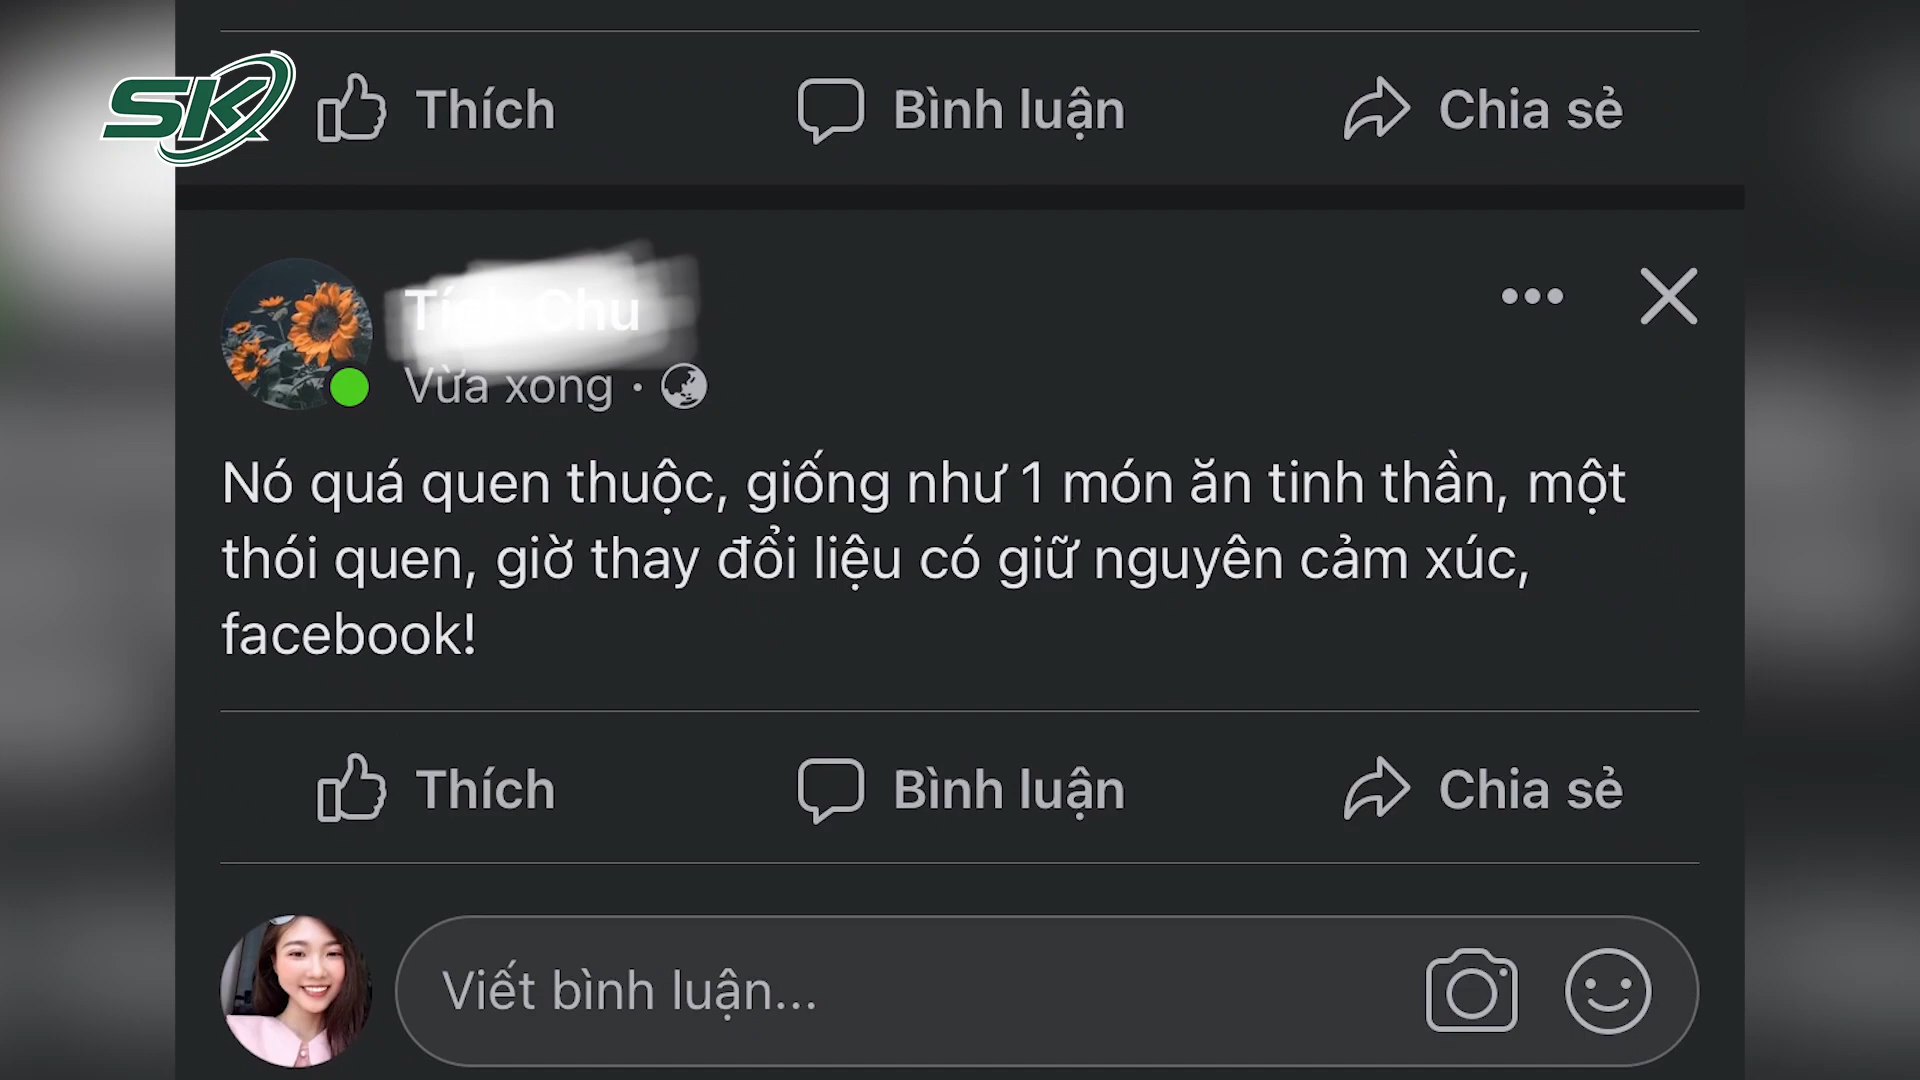 SK
Thích Bình luận Chia sẻ
Chu
Vừa xong
Nó quá quen thuộc, giống như 1 món ăn tinh thần, một
thói quen, giờ thay đổi liệu có giữ nguyên cảm xúc,
facebook!
Thích Bình luận Chia sẻ
Viết bình luận...